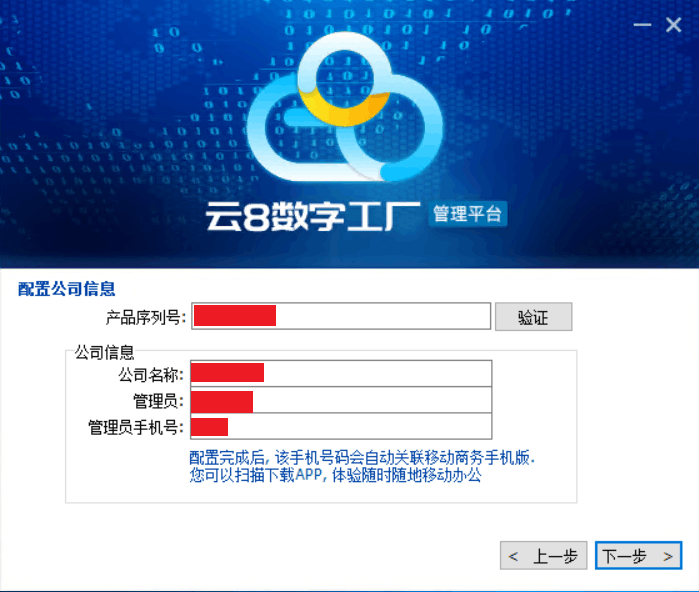 云8数字工厂 管理平台
配置公司信息
产品序列号: 验证
公司信息
公司名称:
管理员:
管理员手机号:
配置完成后, 该手机号码会自动关联移动商务手机版.
您可以扫描下载APP, 体验随时随地移动办公
< 上一步 下一步 >